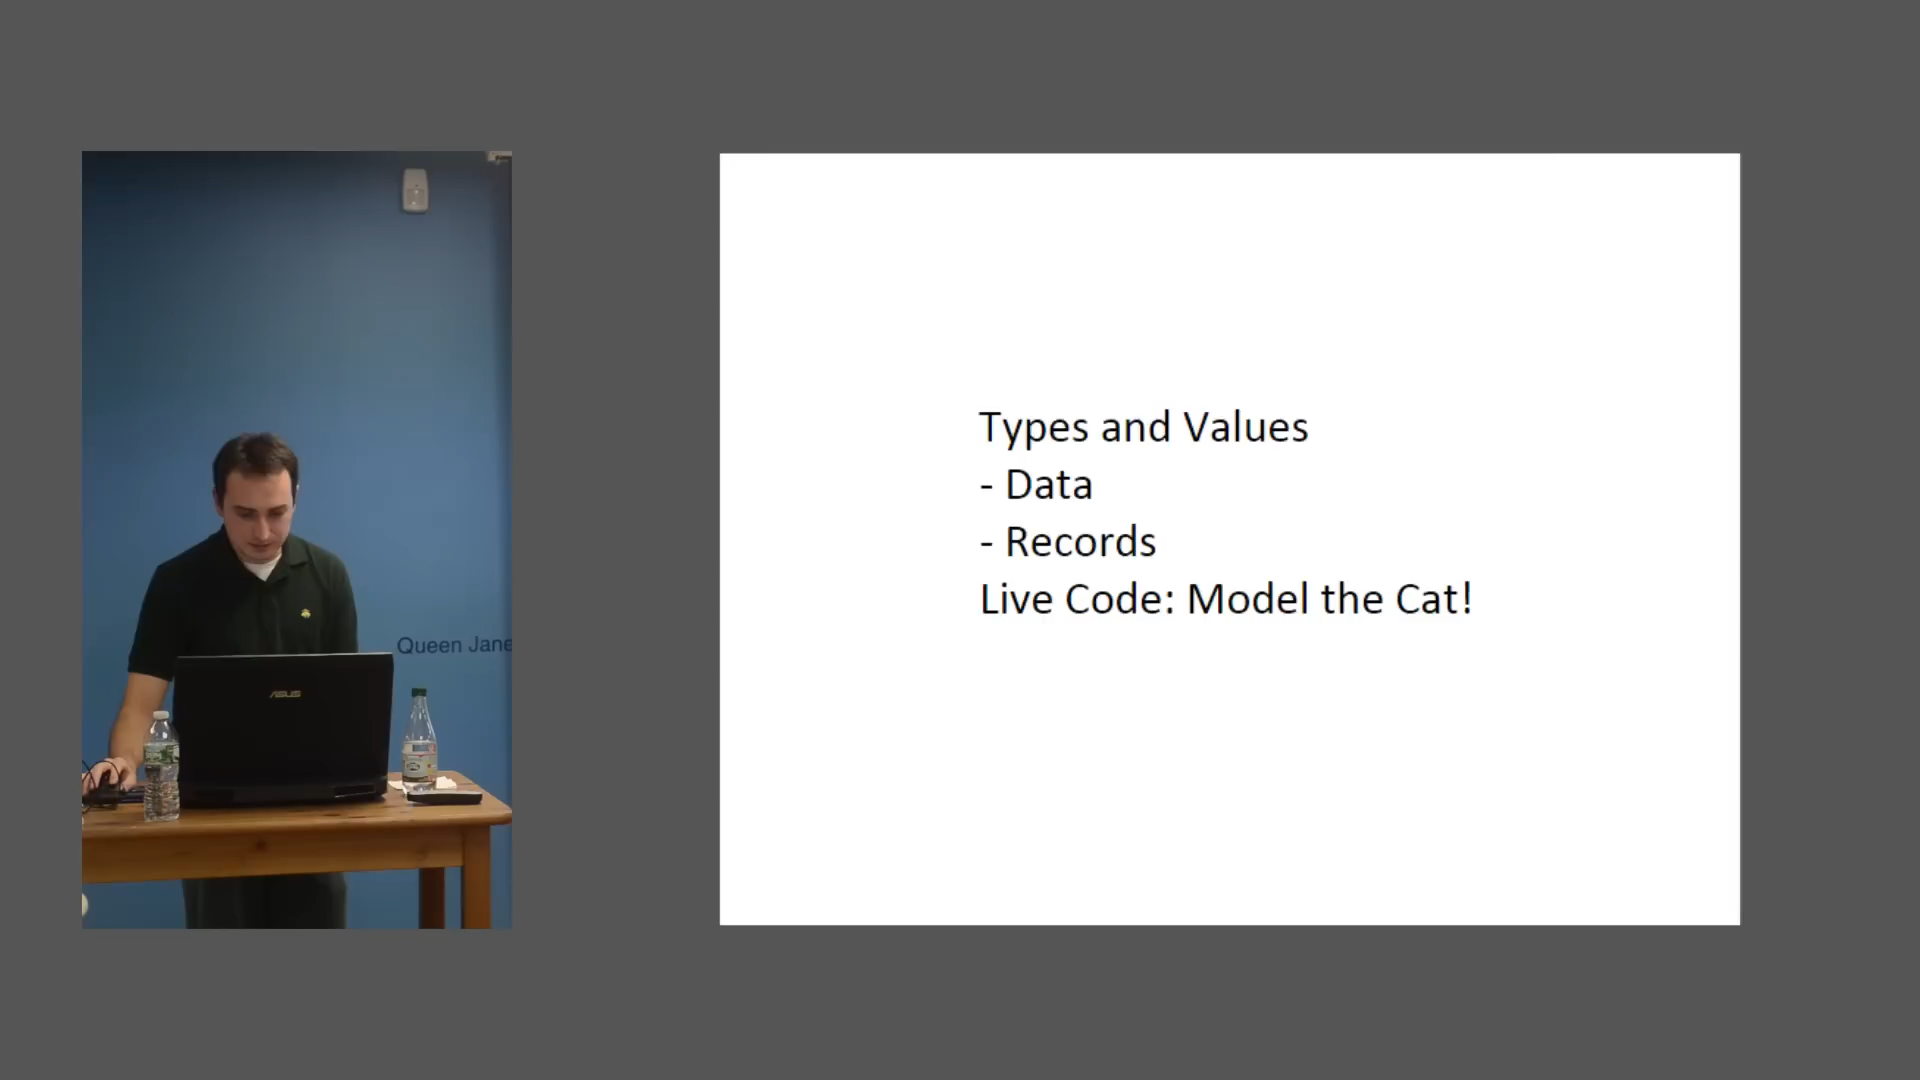 Queen Jane
ASUS
Types and Values
- Data
- Records
Live Code: Model the Cat!